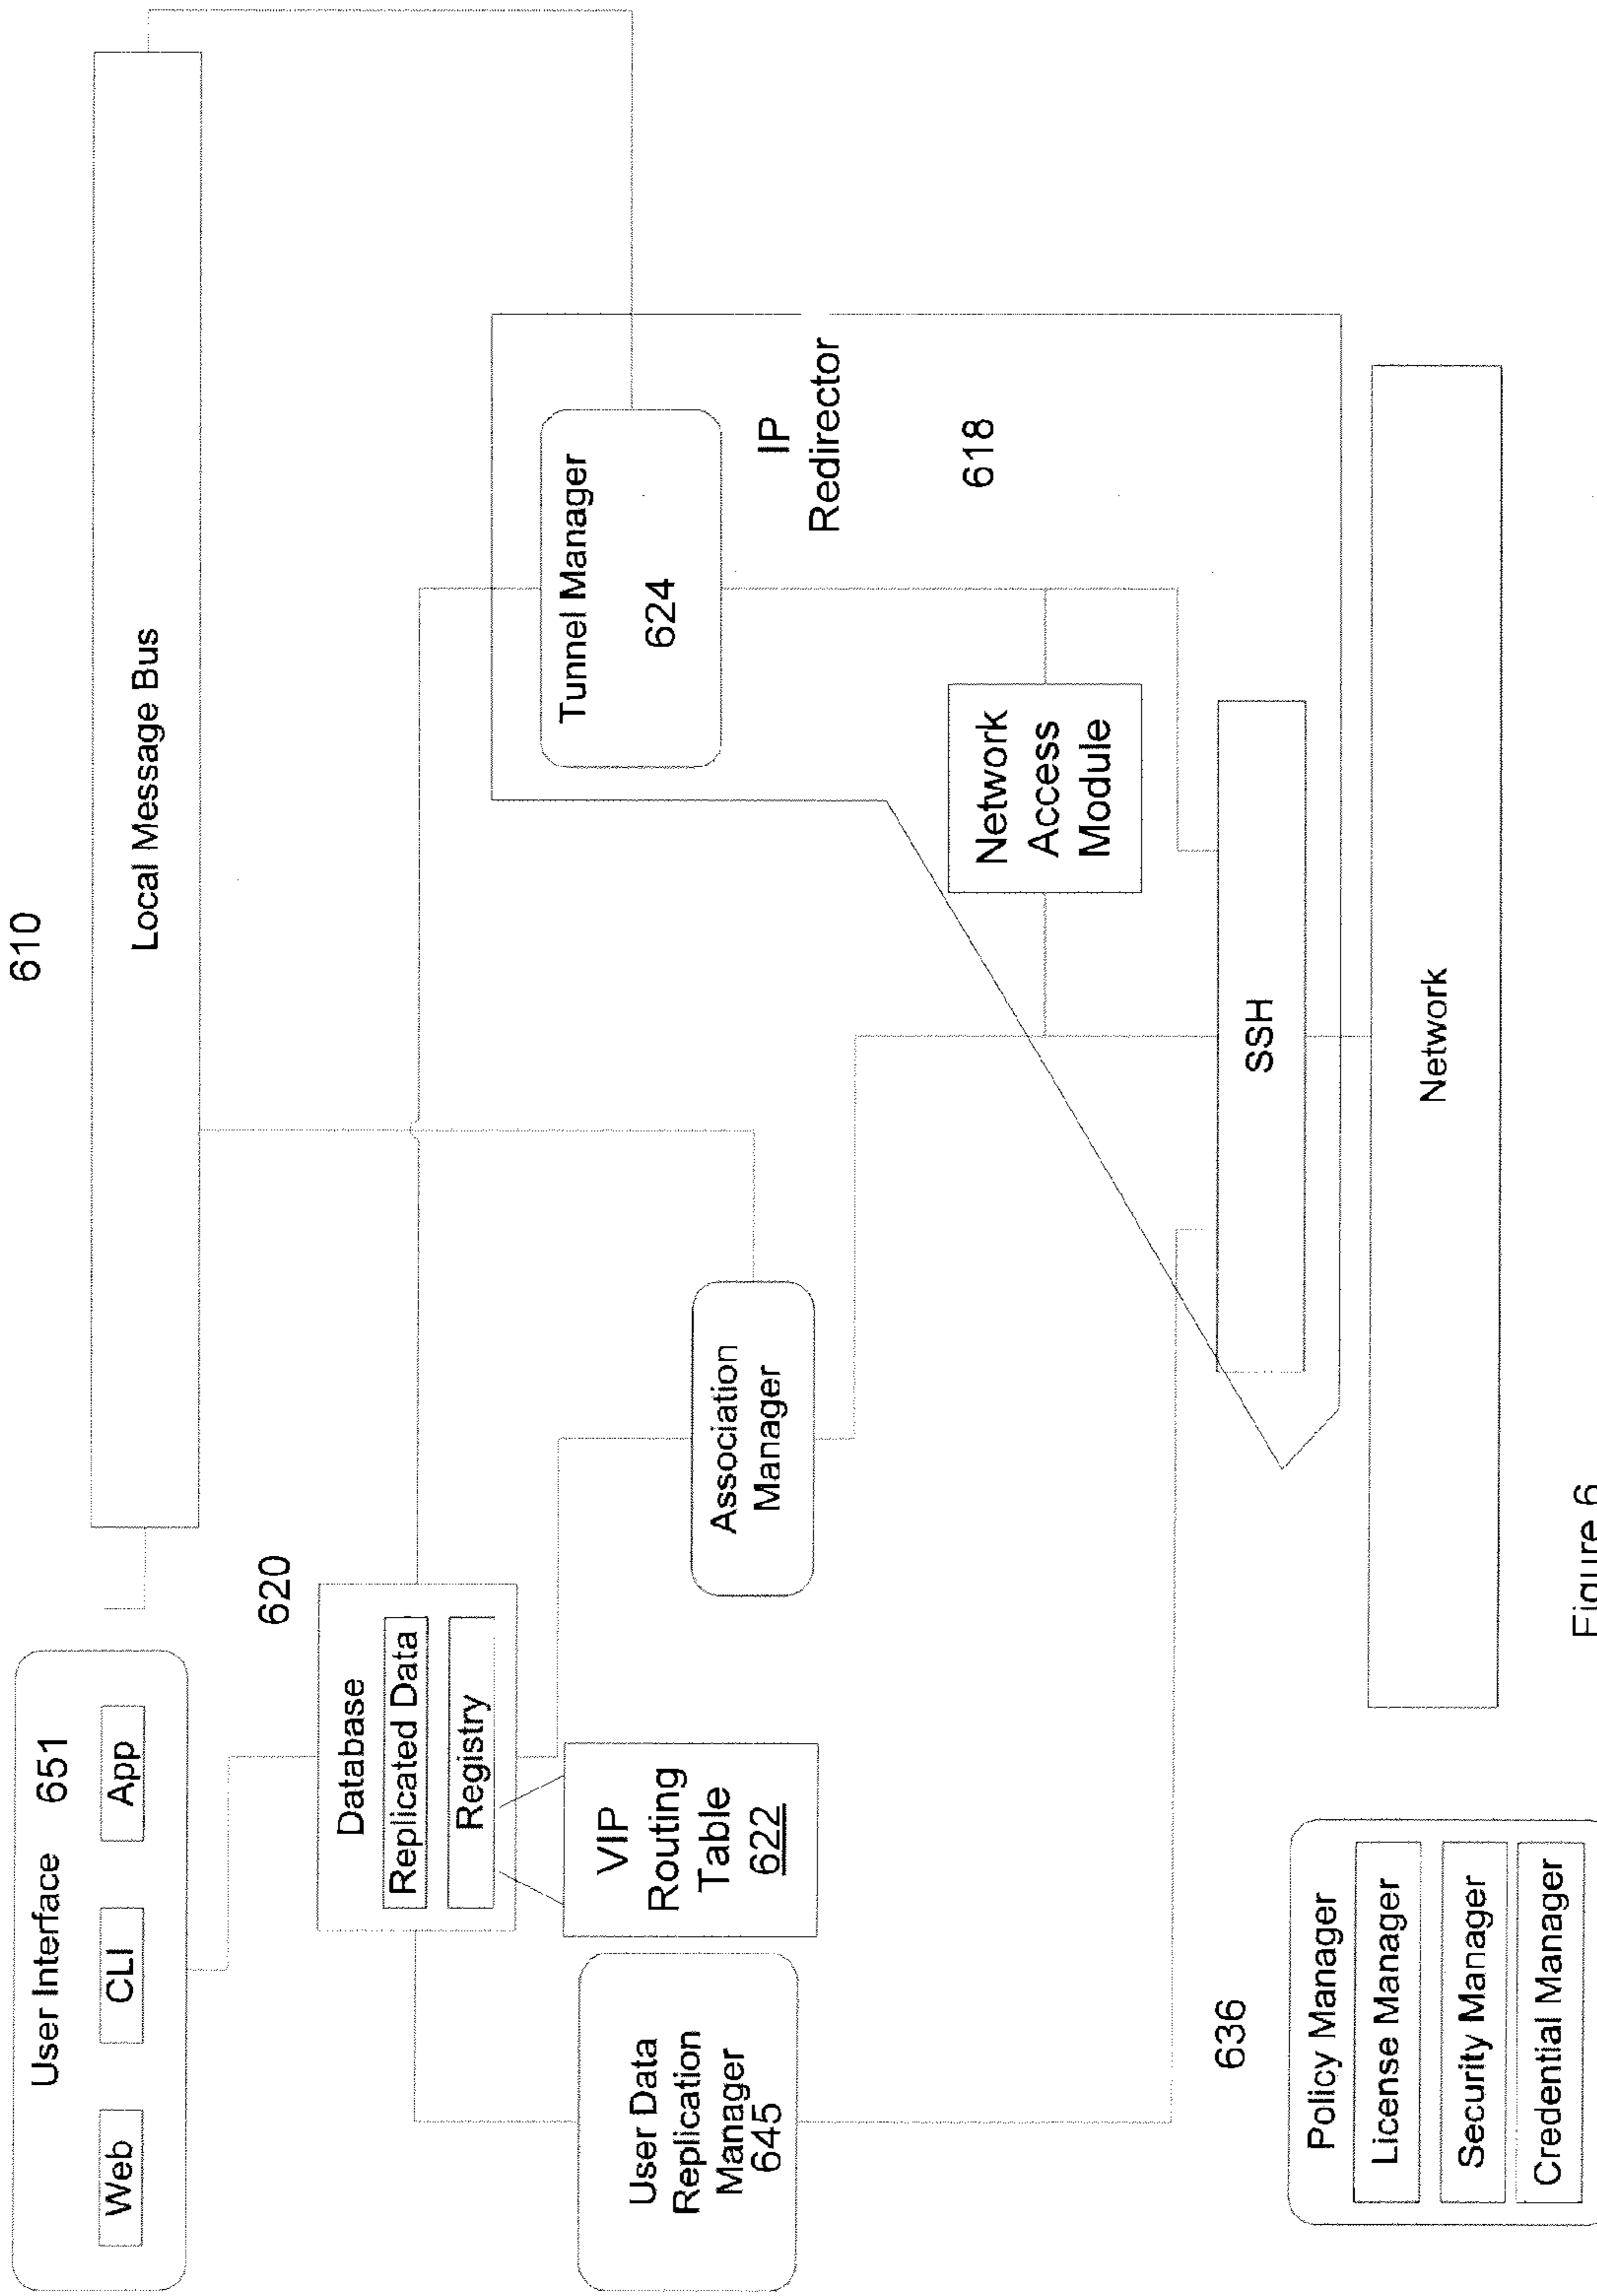 610
Local Message Bus
User Interface 651
Web
CLI
App
620
Database
Replicated Data
Registry
VIP
Routing
Table
622
User Data
Replication
Manager
645
Association
Manager
Tunnel Manager
624
IP
Redirector
618
Network
Access
Module
SSH
Network
636
Policy Manager
License Manager
Security Manager
Credential Manager
Figure 6